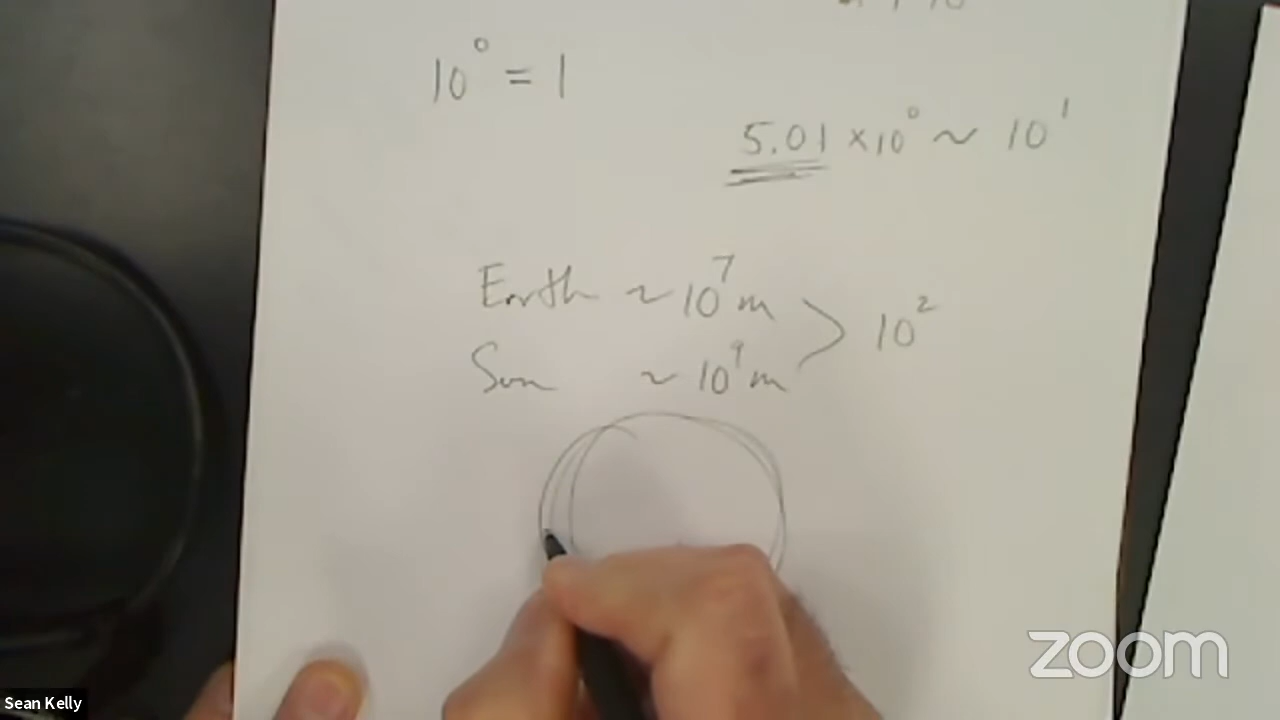 10⁰ = 1
5.01 × 10⁰ ~ 10¹
Earth ~ 10⁷ m
Sun ~ 10⁹ m
> 10²
zoom
Sean Kelly